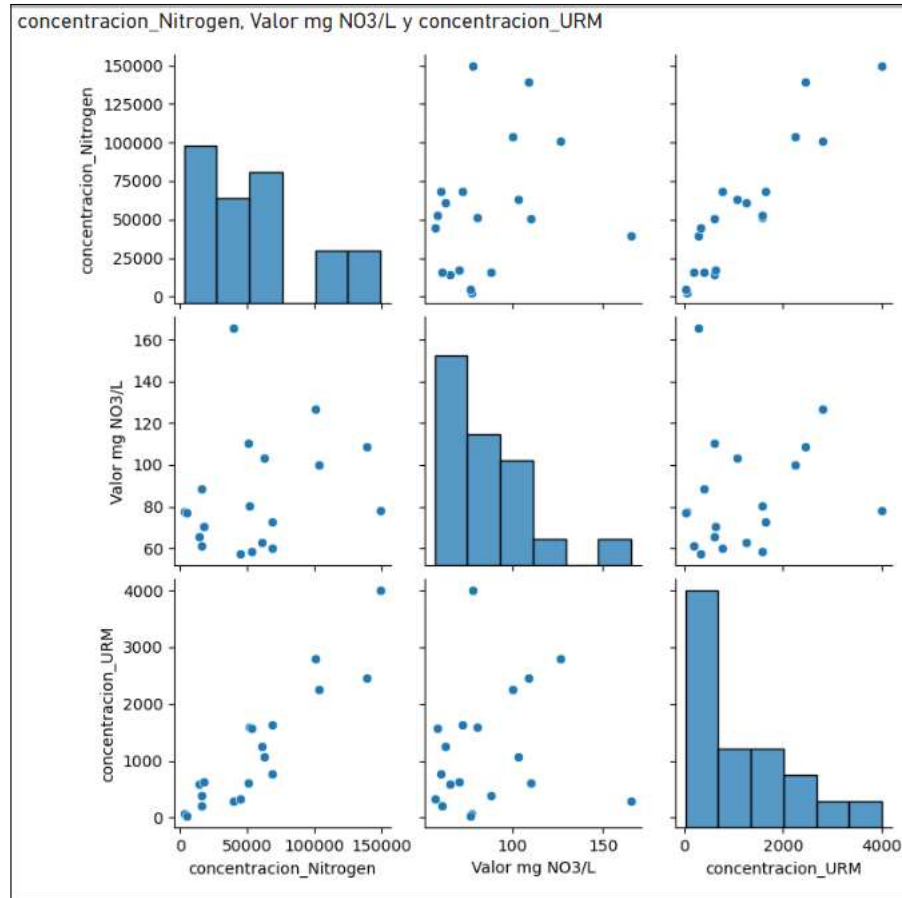 concentracion_Nitrogen, Valor mg NO3/L y concentracion_URM
concentracion_Nitrogen
150000
125000
100000
75000
50000
25000
0
Valor mg NO3/L
160
140
120
100
80
60
concentracion_URM
4000
3000
2000
1000
0
0 50000 100000 150000
100 150
0 2000 4000
concentracion_Nitrogen Valor mg NO3/L concentracion_URM